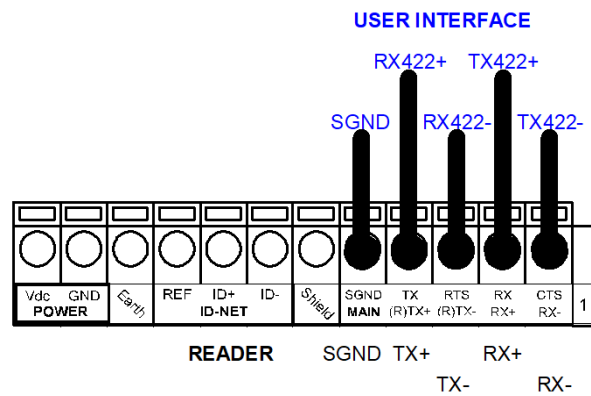 USER INTERFACE
RX422+ TX422+
SGND RX422- TX422-
Vdc GND Earth REF ID+ ID- Shield SGND TX RTS RX CTS 1
POWER ID-NET MAIN (R)TX+ (R)TX- RX+ RX-
READER SGND TX+ RX+
TX- RX-